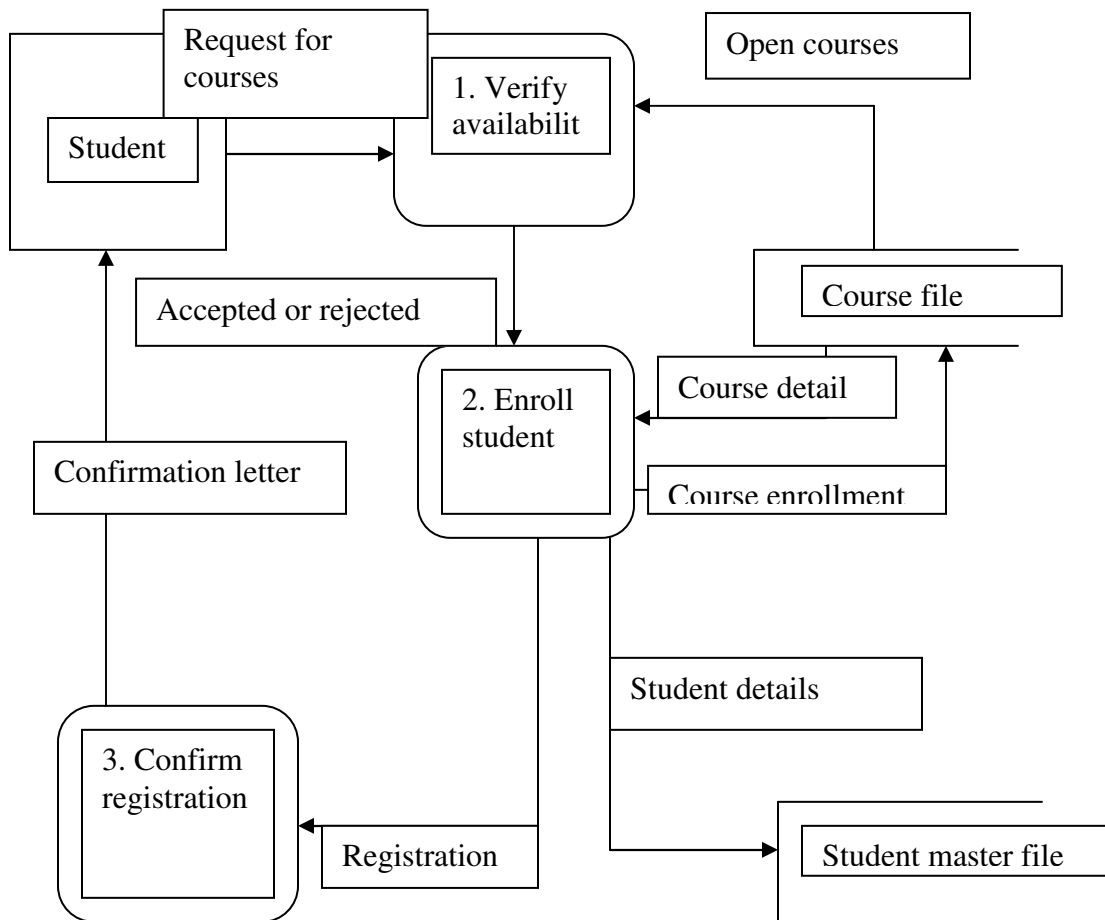 Request for
courses
Open courses
1. Verify
availabilit
Student
Course file
Accepted or rejected
Course detail
2. Enroll
student
Confirmation letter
Course enrollment
Student details
3. Confirm
registration
Registration
Student master file